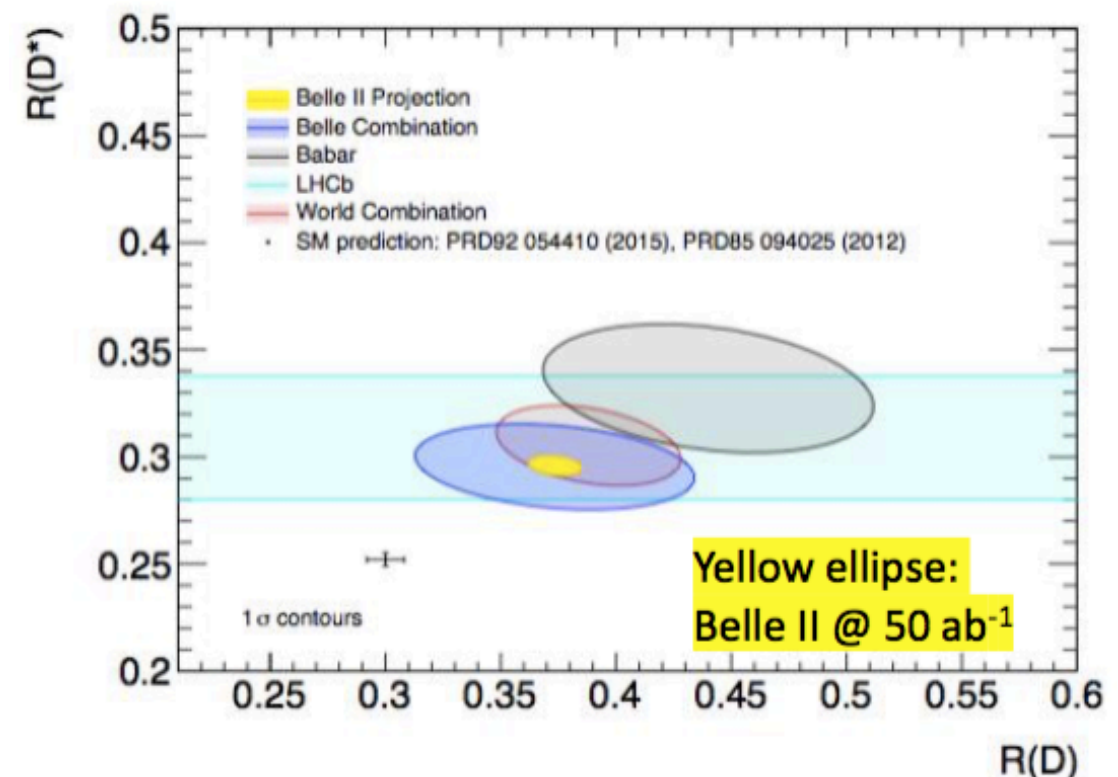 R(D*)
0.5
0.45
0.4
0.35
0.3
0.25
0.2
Belle II Projection
Belle Combination
Babar
LHCb
World Combination
SM prediction: PRD92 054410 (2015), PRD85 094025 (2012)
1 σ contours
Yellow ellipse:
Belle II @ 50 ab⁻¹
0.25 0.3 0.35 0.4 0.45 0.5 0.55 0.6
R(D)